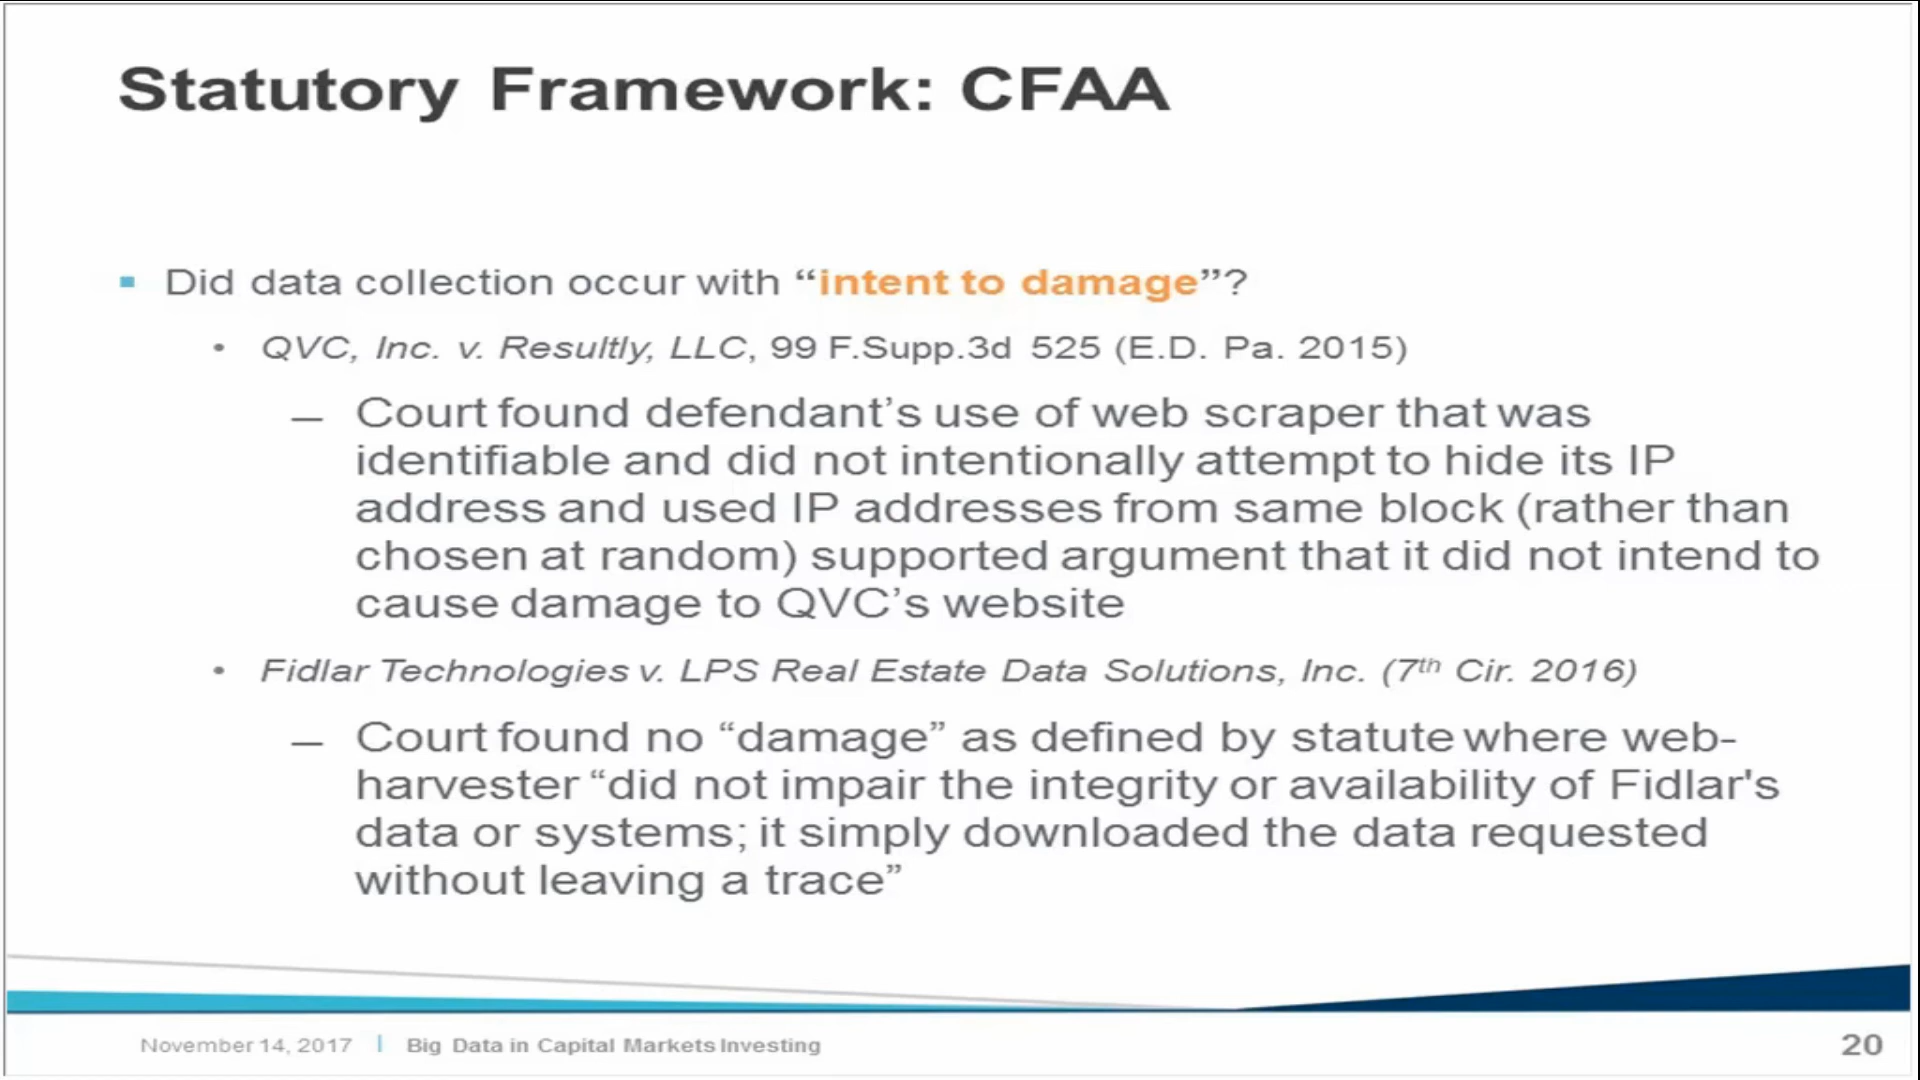 Statutory Framework: CFAA
▪ Did data collection occur with “intent to damage”?
• QVC, Inc. v. Resultly, LLC, 99 F.Supp.3d 525 (E.D. Pa. 2015)
— Court found defendant’s use of web scraper that was
identifiable and did not intentionally attempt to hide its IP
address and used IP addresses from same block (rather than
chosen at random) supported argument that it did not intend to
cause damage to QVC’s website
• Fidlar Technologies v. LPS Real Estate Data Solutions, Inc. (7th Cir. 2016)
— Court found no “damage” as defined by statute where web-
harvester “did not impair the integrity or availability of Fidlar's
data or systems; it simply downloaded the data requested
without leaving a trace”
November 14, 2017 | Big Data in Capital Markets Investing
20